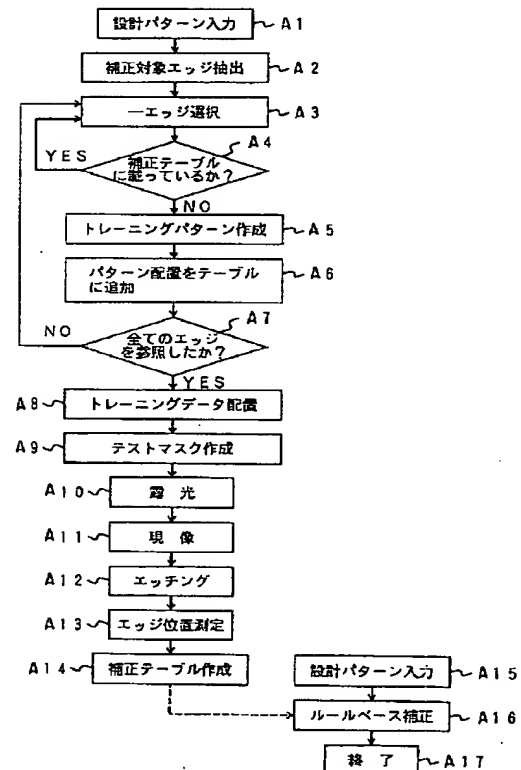 設計パターン入力 A1
補正対象エッジ抽出 A2
一エッジ選択 A3
A4
YES
補正テーブル
に載っているか?
NO
トレーニングパターン作成 A5
パターン配置をテーブル
に追加
A6
A7
NO
全てのエッジ
を参照したか?
YES
A8 トレーニングデータ配置
A9 テストマスク作成
A10 露 光
A11 現 像
A12 エッチング
A13 エッジ位置測定
A14 補正テーブル作成
設計パターン入力 A15
ルールベース補正 A16
終 了 A17